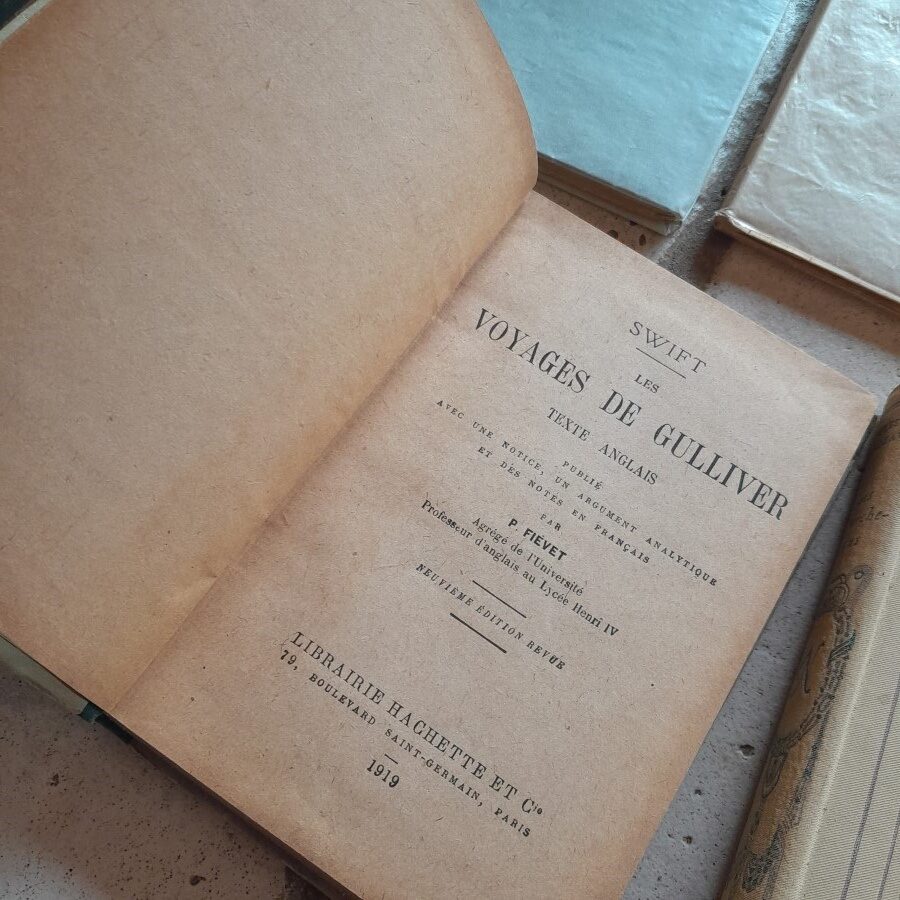 SWIFT
LES
VOYAGES DE GULLIVER
TEXTE ANGLAIS
PUBLIÉ
AVEC UNE NOTICE, UN ARGUMENT ANALYTIQUE
ET DES NOTES EN FRANÇAIS
PAR
P. FIÉVET
Agrégé de l'Université
Professeur d'anglais au Lycée Henri IV
NEUVIÈME ÉDITION REVUE
LIBRAIRIE HACHETTE ET Cie
79, BOULEVARD SAINT-GERMAIN, PARIS
1919